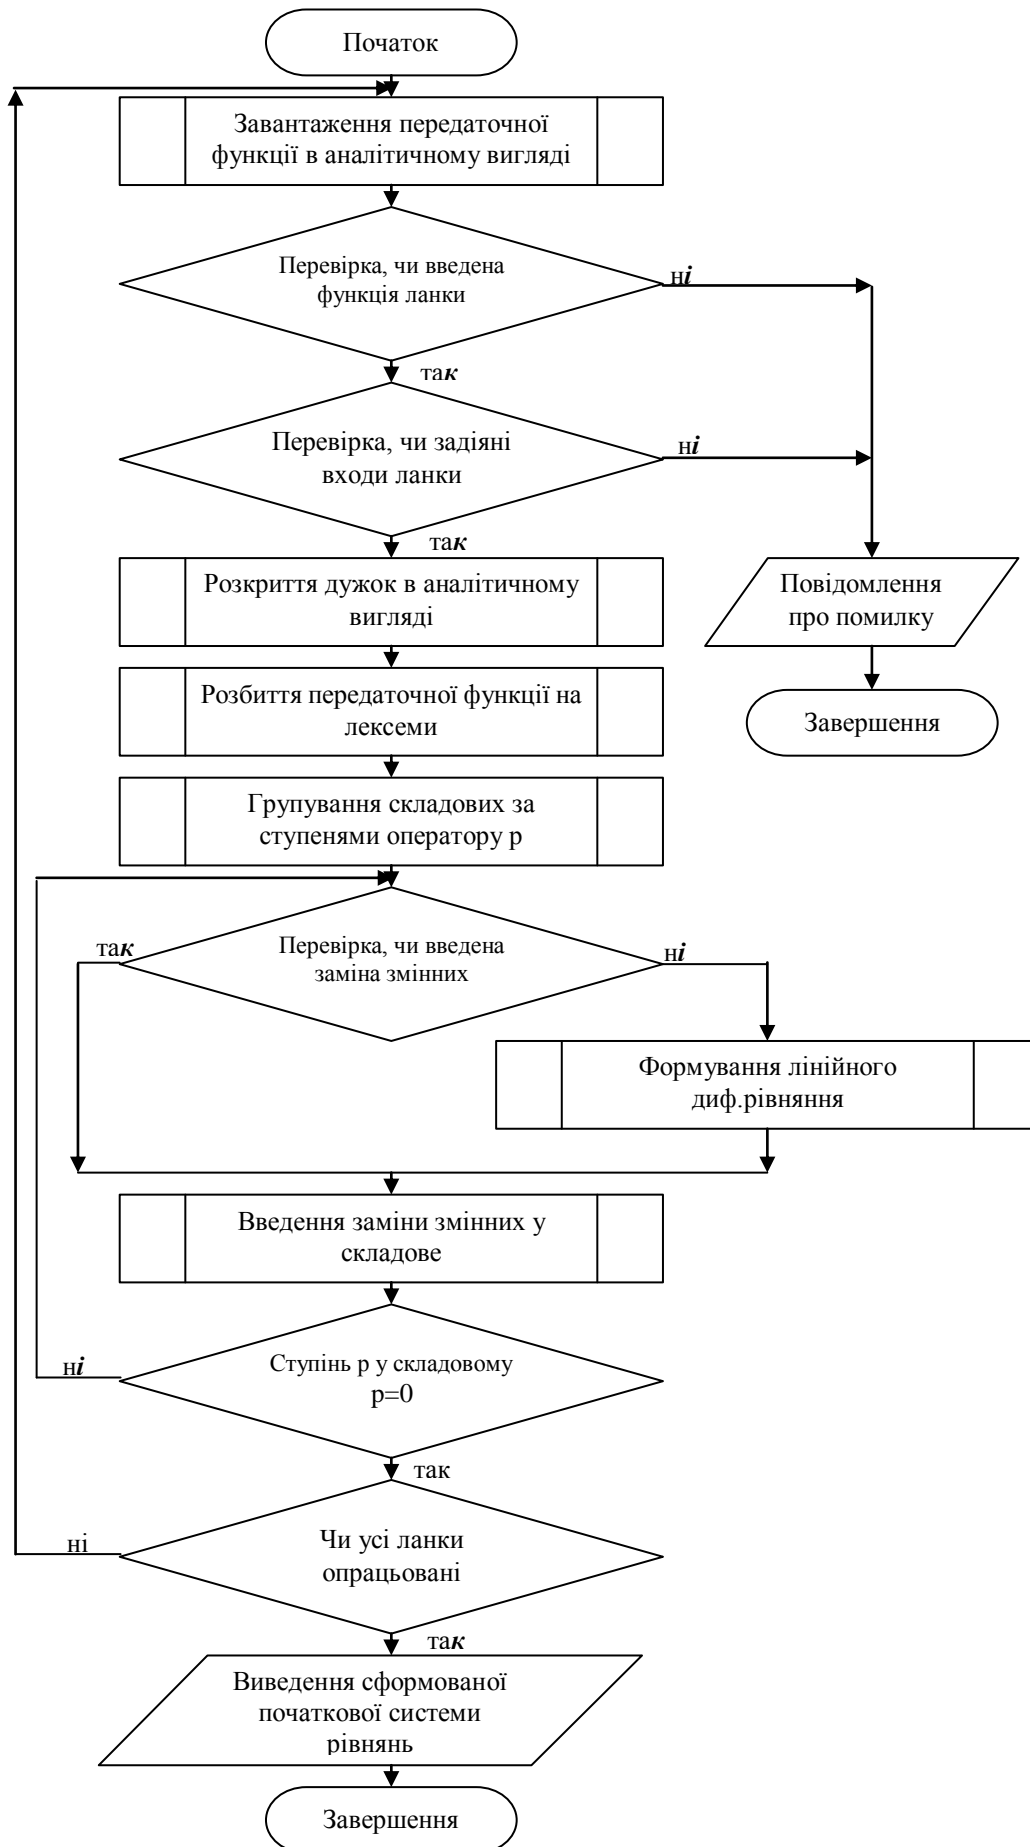 Початок
Завантаження передаточної
функції в аналітичному вигляді
Перевірка, чи введена
функція ланки
ні
так
Перевірка, чи задіяні
входи ланки
ні
так
Розкриття дужок в аналітичному
вигляді
Повідомлення
про помилку
Розбиття передаточної функції на
лексеми
Завершення
Групування складових за
ступенями оператору р
так
Перевірка, чи введена
заміна змінних
ні
Формування лінійного
диф.рівняння
Введення заміни змінних у
складове
ні
Ступінь р у складовому
р=0
так
ні
Чи усі ланки
опрацьовані
так
Виведення сформованої
початкової системи
рівнянь
Завершення